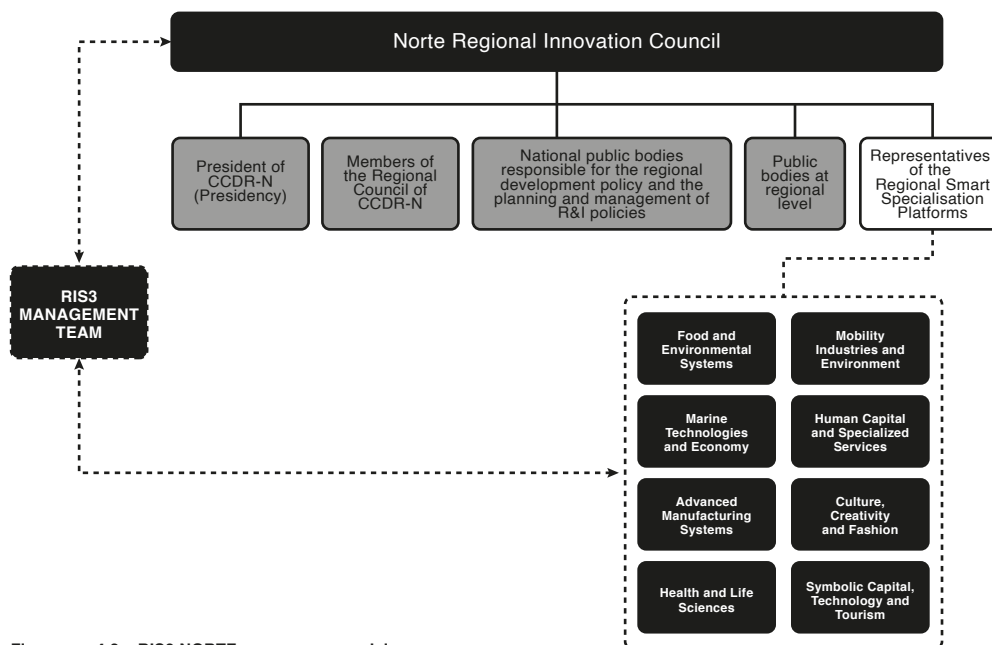 Norte Regional Innovation Council
President of
CCDR-N
(Presidency)
Members of
the Regional
Council of
CCDR-N
National public bodies
responsible for the regional
development policy and the
planning and management of
R&I policies
Public
bodies at
regional
level
Representatives
of the
Regional Smart
Specialisation
Platforms
RIS3
MANAGEMENT
TEAM
Food and
Environmental
Systems
Mobility
Industries and
Environment
Marine
Technologies
and Economy
Human Capital
and Specialized
Services
Advanced
Manufacturing
Systems
Culture,
Creativity
and Fashion
Health and Life
Sciences
Symbolic Capital,
Technology and
Tourism